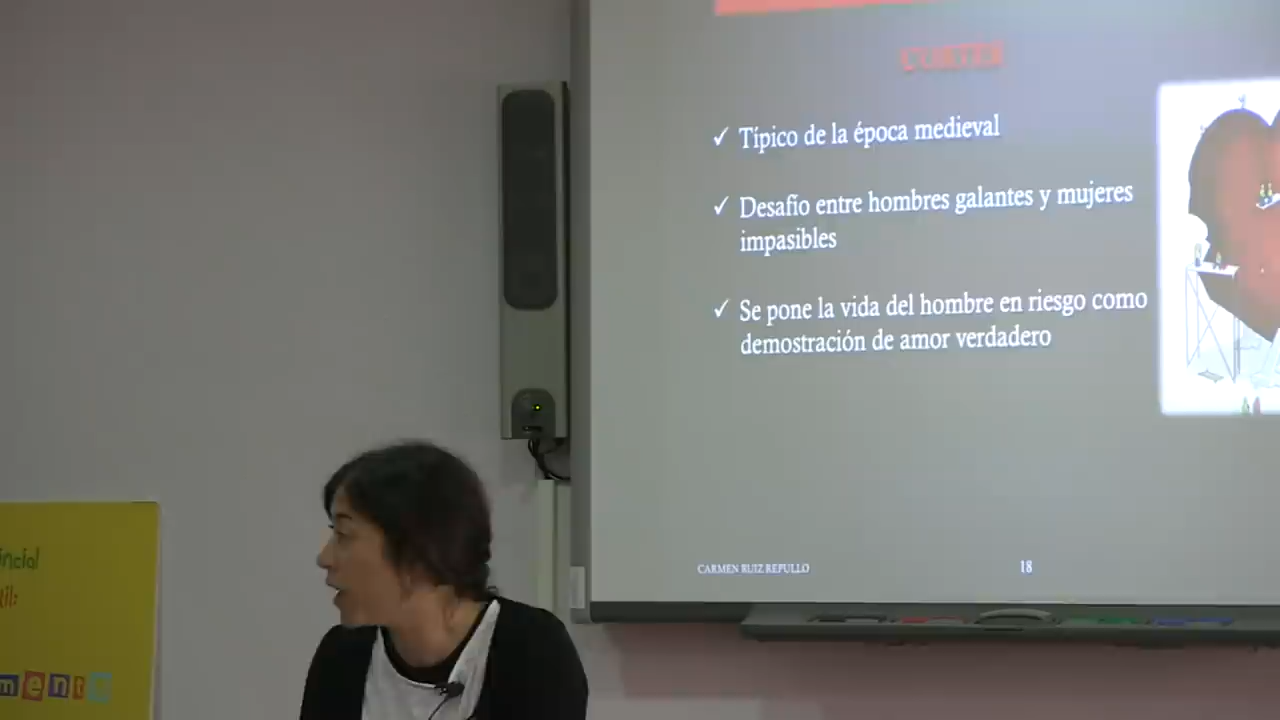 ✓ Típico de la época medieval
✓ Desafío entre hombres galantes y mujeres
impasibles
✓ Se pone la vida del hombre en riesgo como
demostración de amor verdadero
CARMEN RUIZ REPULLO
18